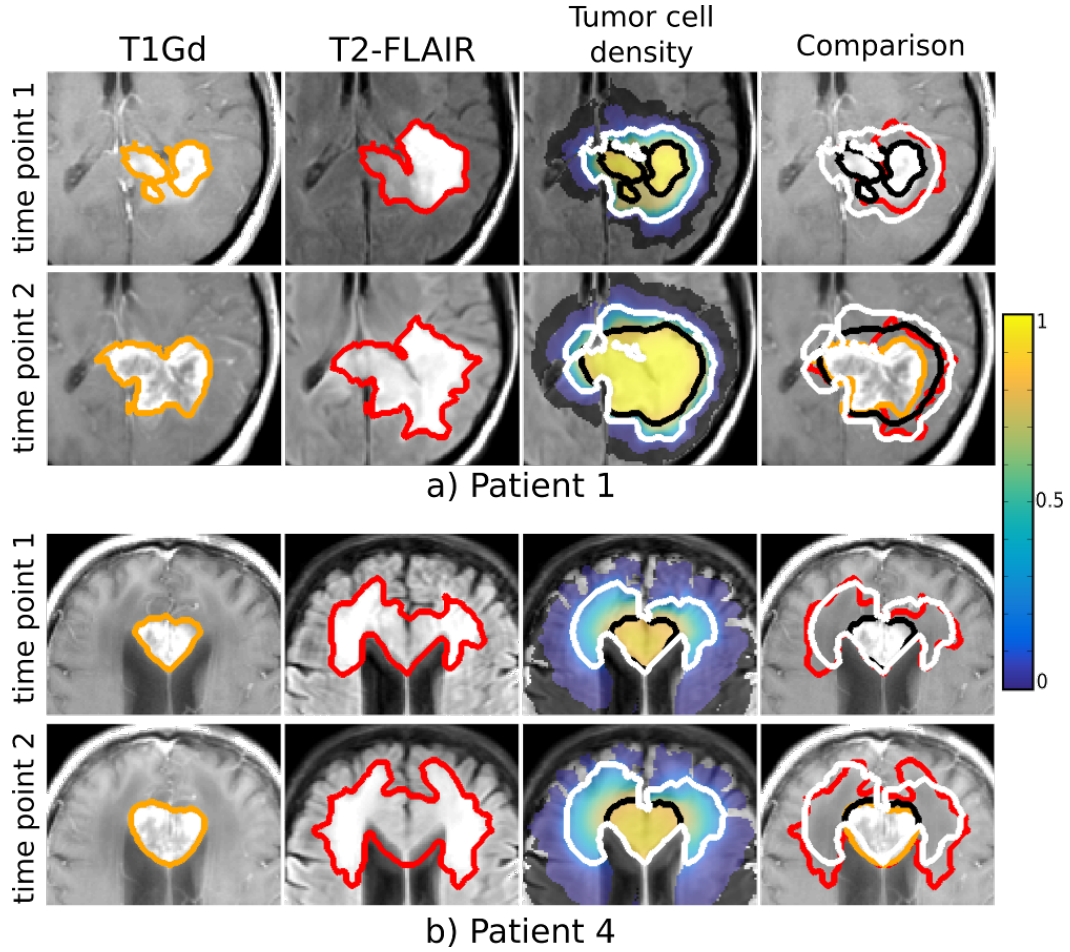 T1Gd
T2-FLAIR
Tumor cell
density
Comparison
time point 1
time point 2
1
0.5
0
a) Patient 1
time point 1
time point 2
b) Patient 4